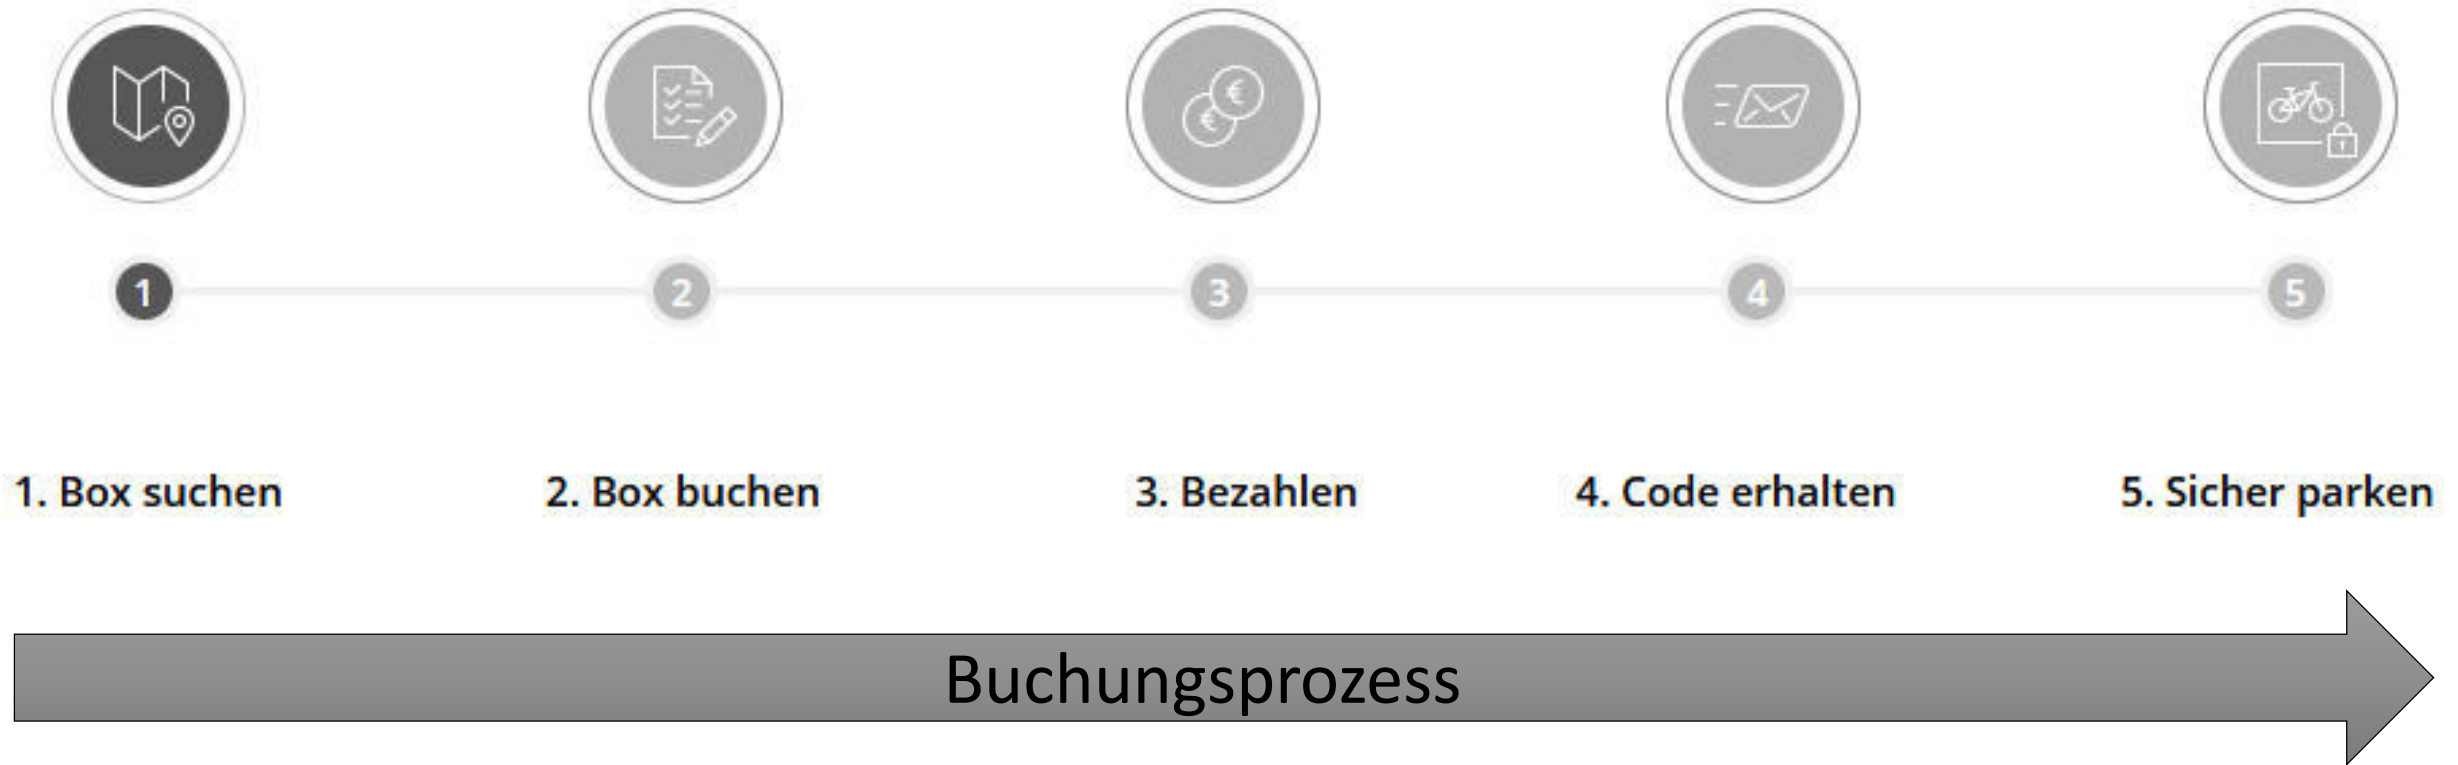 1 2 3 4 5
1. Box suchen 2. Box buchen 3. Bezahlen 4. Code erhalten 5. Sicher parken
Buchungsprozess